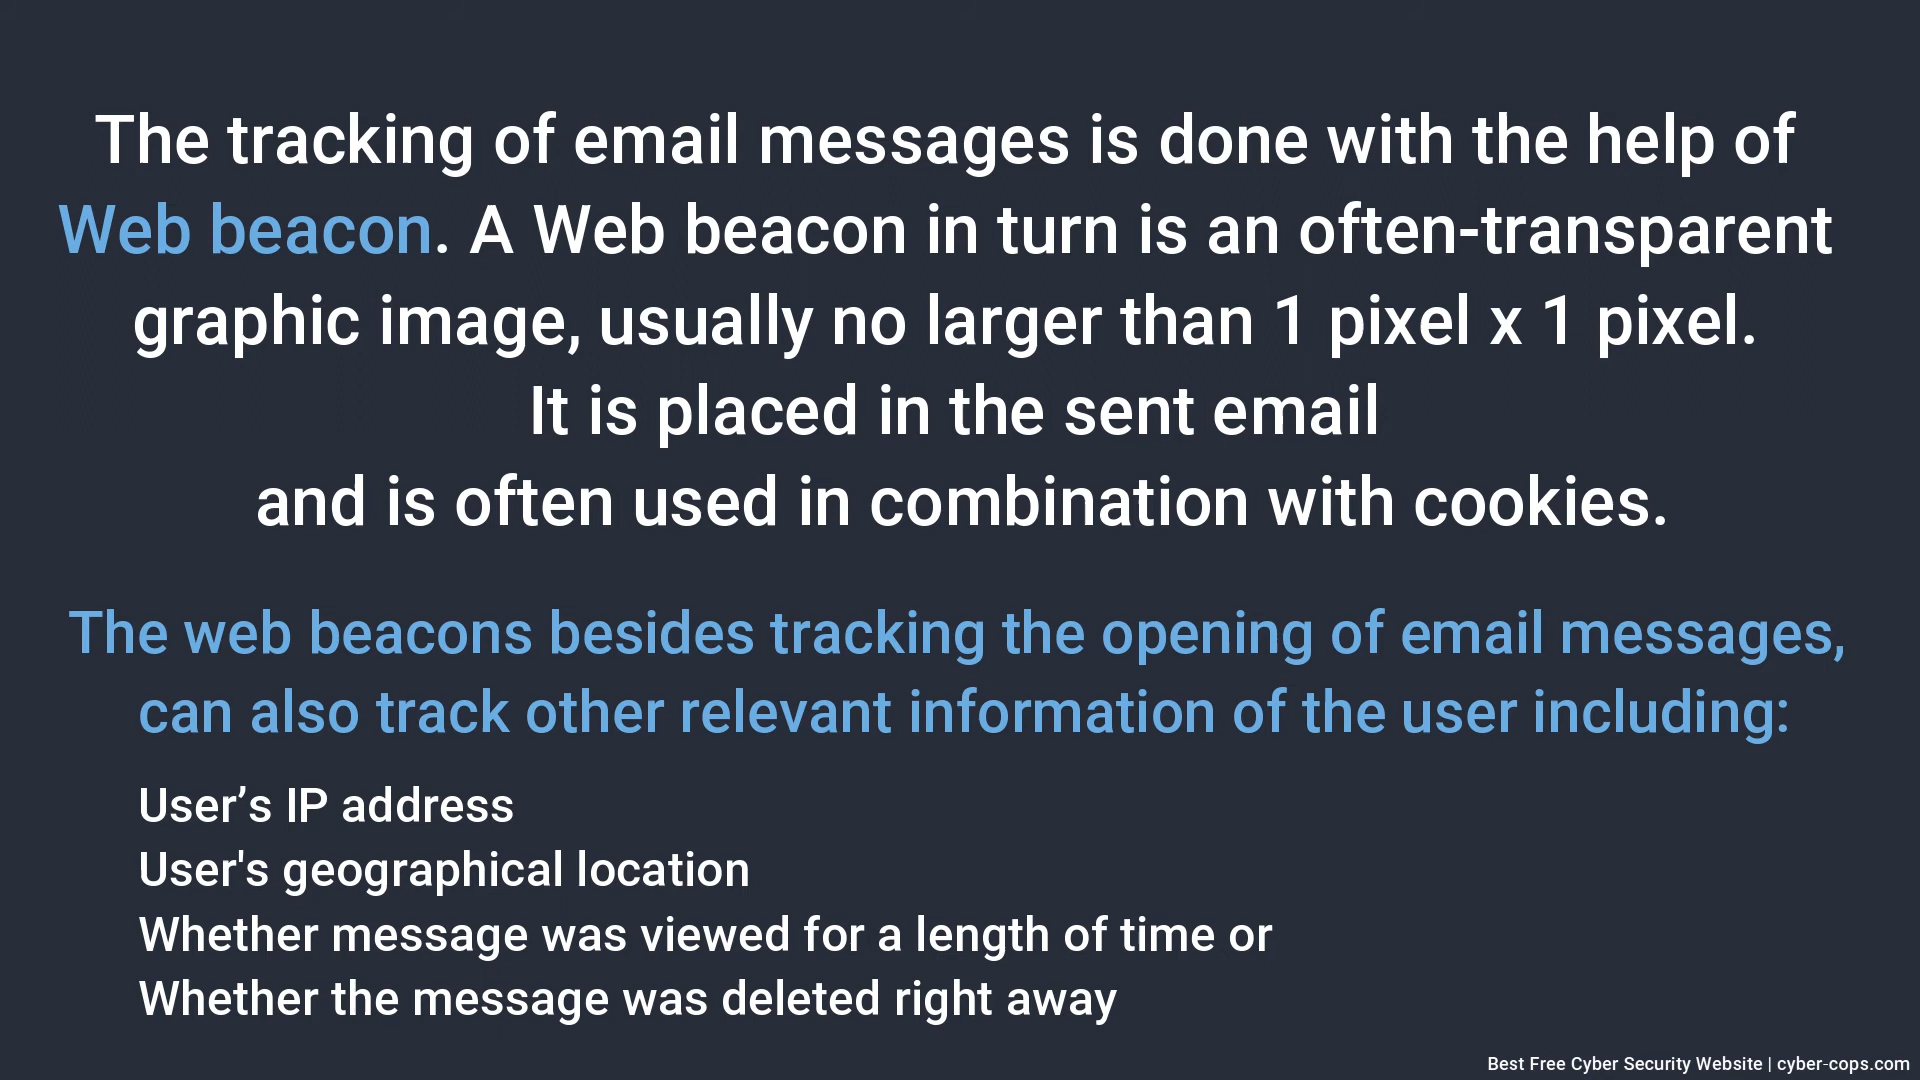 The tracking of email messages is done with the help of
Web beacon. A Web beacon in turn is an often-transparent
graphic image, usually no larger than 1 pixel x 1 pixel.
It is placed in the sent email
and is often used in combination with cookies.
The web beacons besides tracking the opening of email messages,
can also track other relevant information of the user including:
User’s IP address
User's geographical location
Whether message was viewed for a length of time or
Whether the message was deleted right away
Best Free Cyber Security Website | cyber-cops.com